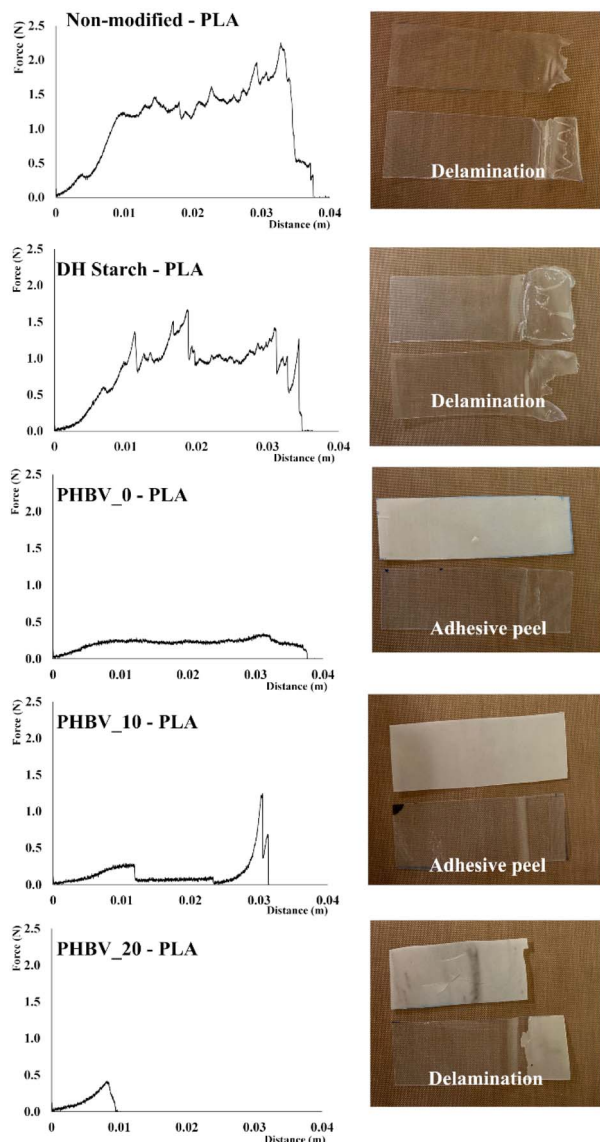 Non-modified - PLA
Force (N)
2.5
2.0
1.5
1.0
0.5
0.0
0
0.01
0.02
0.03
0.04
Distance (m)
Delamination
DH Starch - PLA
Force (N)
2.5
2.0
1.5
1.0
0.5
0.0
0
0.01
0.02
0.03
0.04
Distance (m)
Delamination
PHBV_0 - PLA
Force (N)
2.5
2.0
1.5
1.0
0.5
0.0
0
0.01
0.02
0.03
0.04
Distance (m)
Adhesive peel
PHBV_10 - PLA
Force (N)
2.5
2.0
1.5
1.0
0.5
0.0
0
0.01
0.02
0.03
0.04
Distance (m)
Adhesive peel
PHBV_20 - PLA
Force (N)
2.5
2.0
1.5
1.0
0.5
0.0
0
0.01
0.02
0.03
0.04
Distance (m)
Delamination